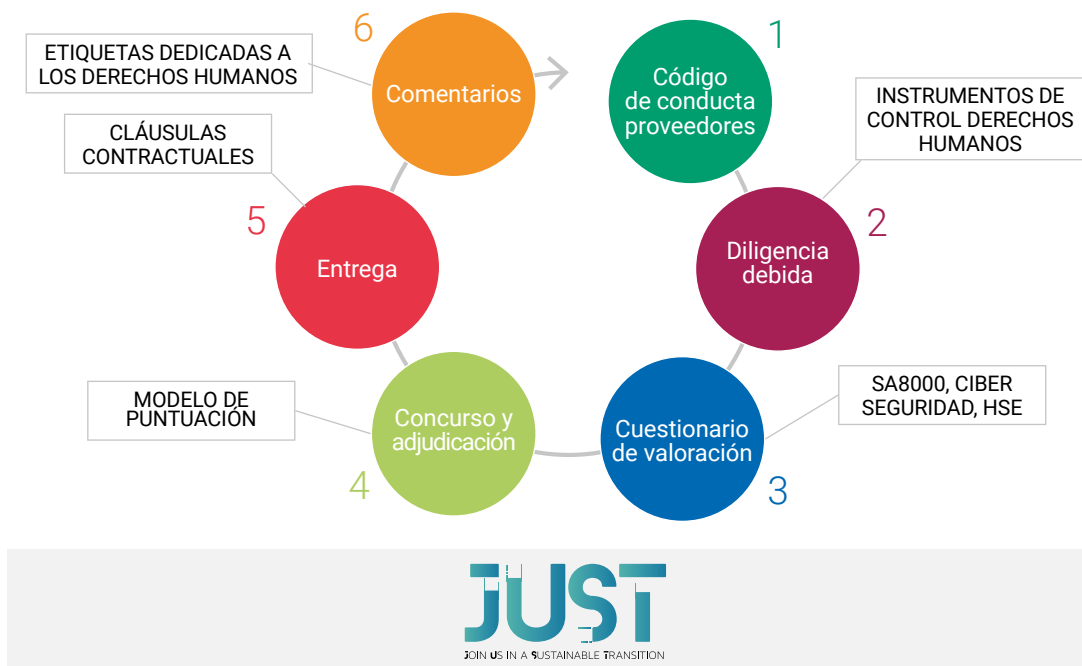 1
Código
de conducta
proveedores
INSTRUMENTOS DE
CONTROL DERECHOS
HUMANOS
2
Diligencia
debida
SA8000, CIBER
SEGURIDAD, HSE
Cuestionario
de valoración
3
MODELO DE
PUNTUACIÓN
Concurso y
adjudicación
4
CLÁUSULAS
CONTRACTUALES
5
Entrega
6
ETIQUETAS DEDICADAS A
LOS DERECHOS HUMANOS
Comentarios
JUST
JOIN US IN A SUSTAINABLE TRANSITION